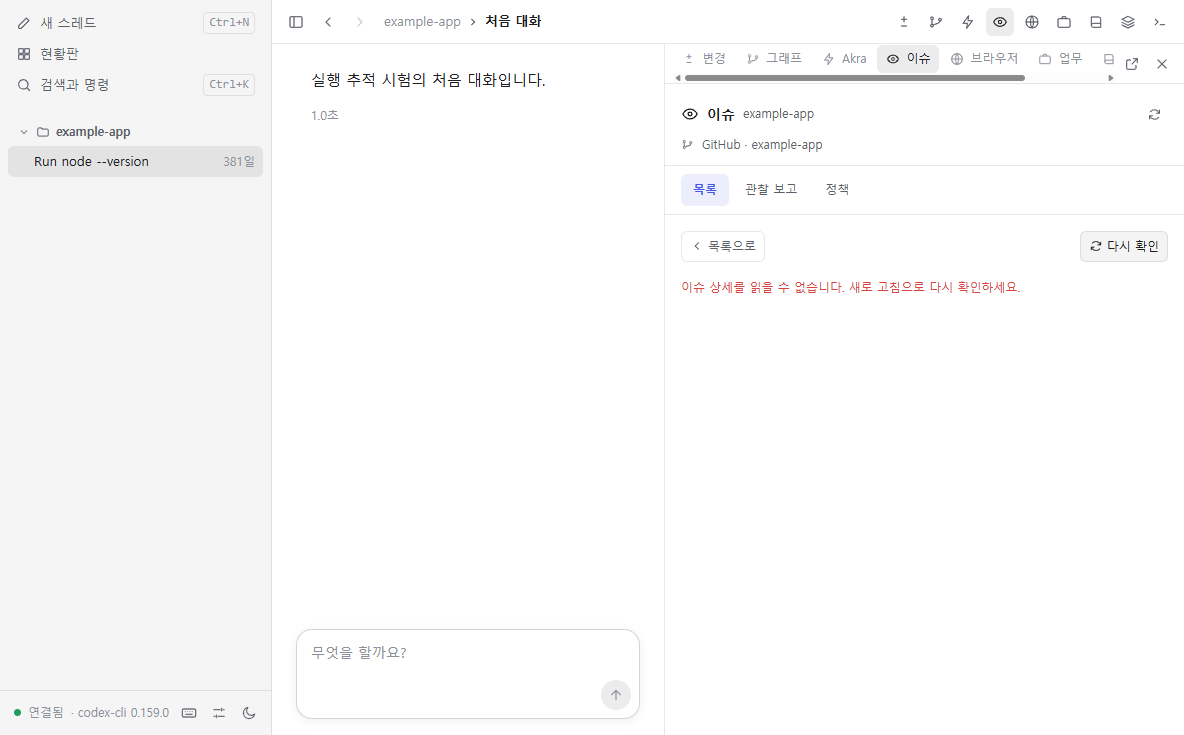 새 스레드 Ctrl+N
현황판
검색과 명령 Ctrl+K
example-app
Run node --version 381일
연결됨 · codex-cli 0.159.0
example-app › 처음 대화
실행 추적 시험의 처음 대화입니다.
1.0초
무엇을 할까요?
변경 그래프 Akra 이슈 브라우저 업무
이슈 example-app
GitHub · example-app
목록 관찰 보고 정책
목록으로 다시 확인
이슈 상세를 읽을 수 없습니다. 새로 고침으로 다시 확인하세요.